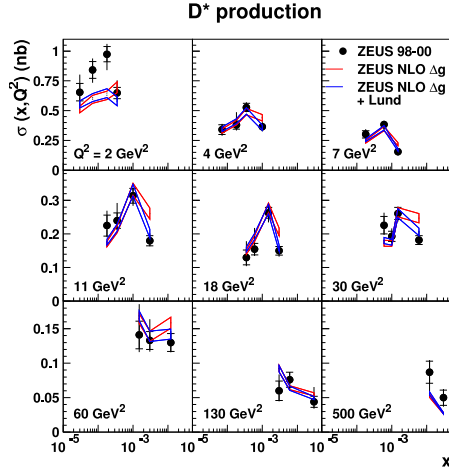 D* production
σ (x,Q²) (nb)
1
0.75
0.5
0.25
0
Q² = 2 GeV²
4 GeV²
7 GeV²
ZEUS 98-00
ZEUS NLO Δg
ZEUS NLO Δg
+ Lund
0.3
0.2
0.1
0
11 GeV²
18 GeV²
30 GeV²
0.15
0.1
0.05
0
60 GeV²
130 GeV²
500 GeV²
10⁻⁵ 10⁻³ 10⁻⁵ 10⁻³ 10⁻⁵ 10⁻³
x